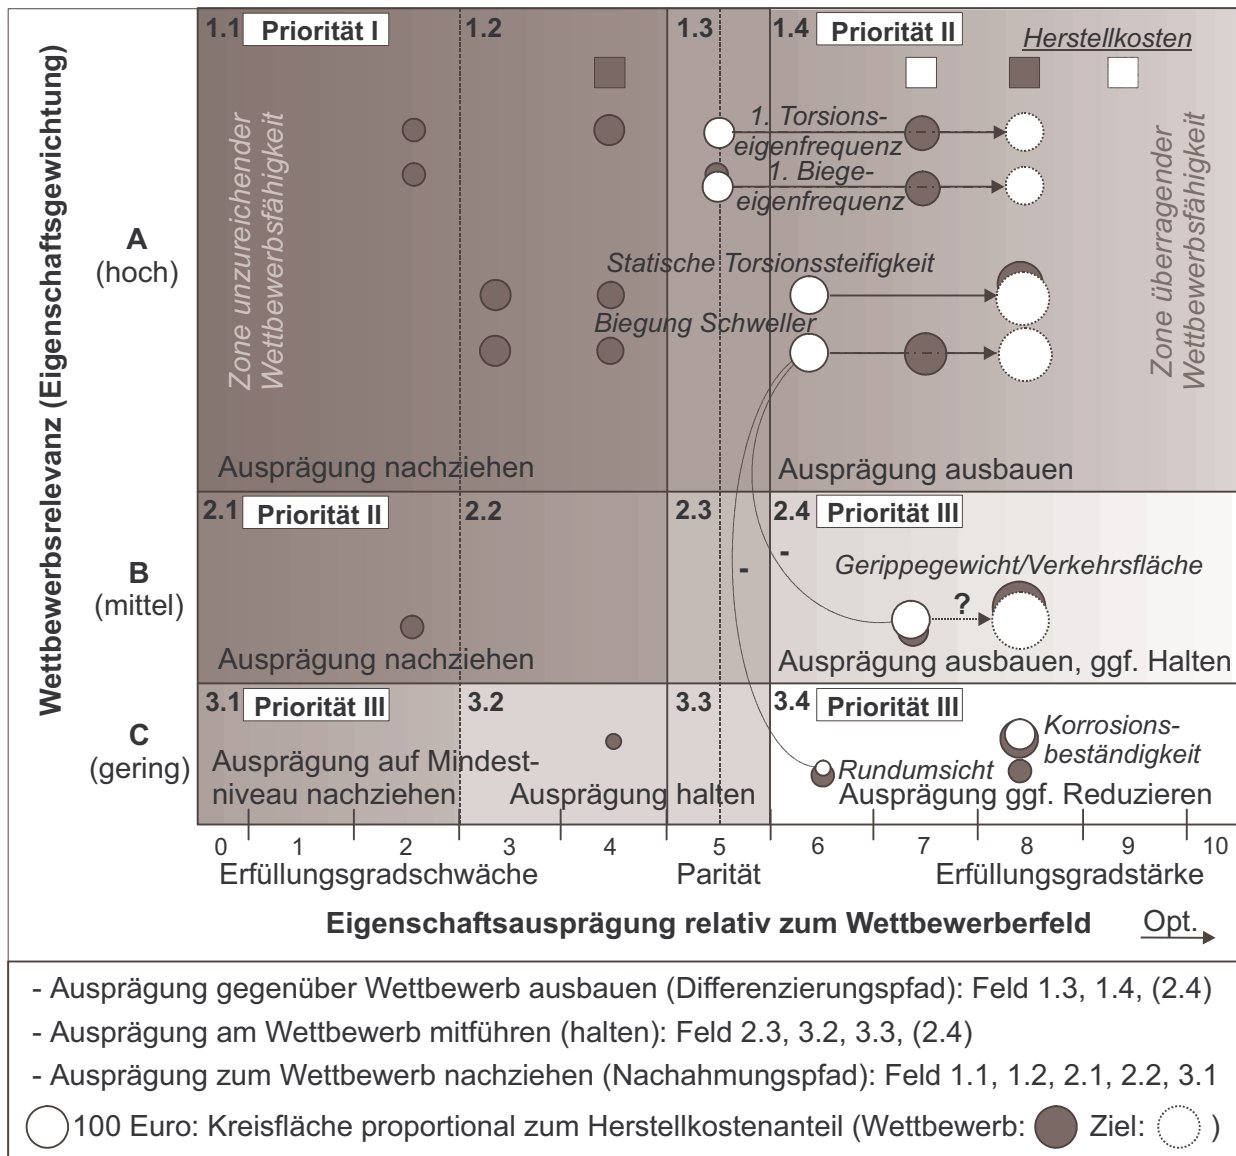 1.1 Priorität I 1.2 1.3 1.4 Priorität II
Herstellkosten
Wettbewerbsrelevanz (Eigenschaftsgewichtung)
Zone unzureichender
Wettbewerbsfähigkeit
1. Torsions-
eigenfrequenz
1. Biege-
eigenfrequenz
Zone überragender
Wettbewerbsfähigkeit
A
(hoch)
Statische Torsionssteifigkeit
Biegung Schweller
Ausprägung nachziehen
Ausprägung ausbauen
2.1 Priorität II 2.2 2.3 2.4 Priorität III
-
-
Gerippegewicht/Verkehrsfläche
B
(mittel)
?
Ausprägung nachziehen
Ausprägung ausbauen, ggf. Halten
3.1 Priorität III 3.2 3.3 3.4 Priorität III
C
(gering)
Korrosions-
beständigkeit
Ausprägung auf Mindest-
niveau nachziehen
Rundumsicht
Ausprägung halten
Ausprägung ggf. Reduzieren
0 1 2 3 4 5 6 7 8 9 10
Erfüllungsgradschwäche Parität Erfüllungsgradstärke
Eigenschaftsausprägung relativ zum Wettbewerberfeld Opt.
- Ausprägung gegenüber Wettbewerb ausbauen (Differenzierungspfad): Feld 1.3, 1.4, (2.4)
- Ausprägung am Wettbewerb mitführen (halten): Feld 2.3, 3.2, 3.3, (2.4)
- Ausprägung zum Wettbewerb nachziehen (Nachahmungspfad): Feld 1.1, 1.2, 2.1, 2.2, 3.1
100 Euro: Kreisfläche proportional zum Herstellkostenanteil (Wettbewerb: Ziel: )